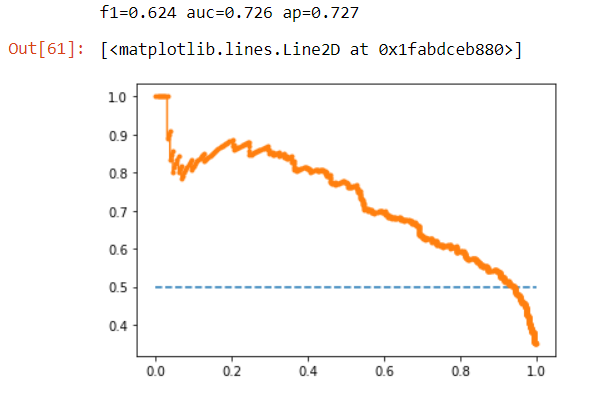 f1=0.624 auc=0.726 ap=0.727
Out[61]: [<matplotlib.lines.Line2D at 0x1fabdceb880>]
1.0
0.9
0.8
0.7
0.6
0.5
0.4
0.0 0.2 0.4 0.6 0.8 1.0